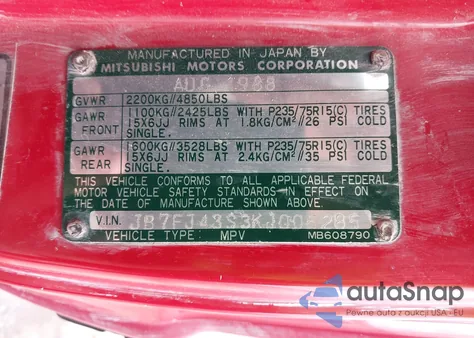 MANUFACTURED IN JAPAN BY
MITSUBISHI MOTORS CORPORATION
AUG 1988
GVWR 2200KG//4850LBS
GAWR FRONT 1100KG//2425LBS WITH P235/75R15(C) TIRES
15X6JJ RIMS AT 1.8KG/CM²//26 PSI COLD
SINGLE.
GAWR REAR 1600KG//3528LBS WITH P235/75R15(C) TIRES
15X6JJ RIMS AT 2.4KG/CM²//35 PSI COLD
SINGLE.
THIS VEHICLE CONFORMS TO ALL APPLICABLE FEDERAL
MOTOR VEHICLE SAFETY STANDARDS IN EFFECT ON
THE DATE OF MANUFACTURE SHOWN ABOVE.
V.I.N.
VEHICLE TYPE: MPV MB608790
autoSnap
Pewne auta z aukcji USA - EU